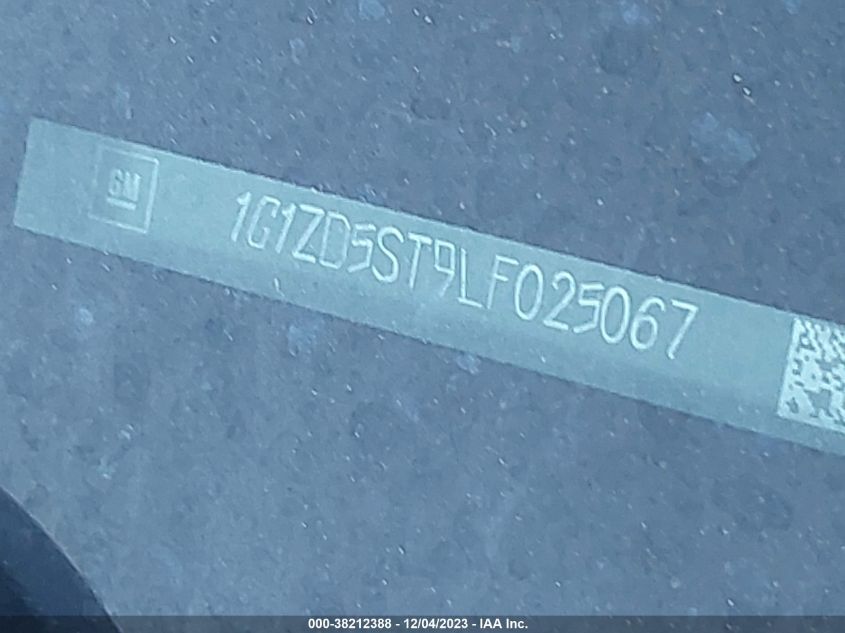 GM
1G1ZD5ST9LF025067
000-38212388 - 12/04/2023 - IAA Inc.